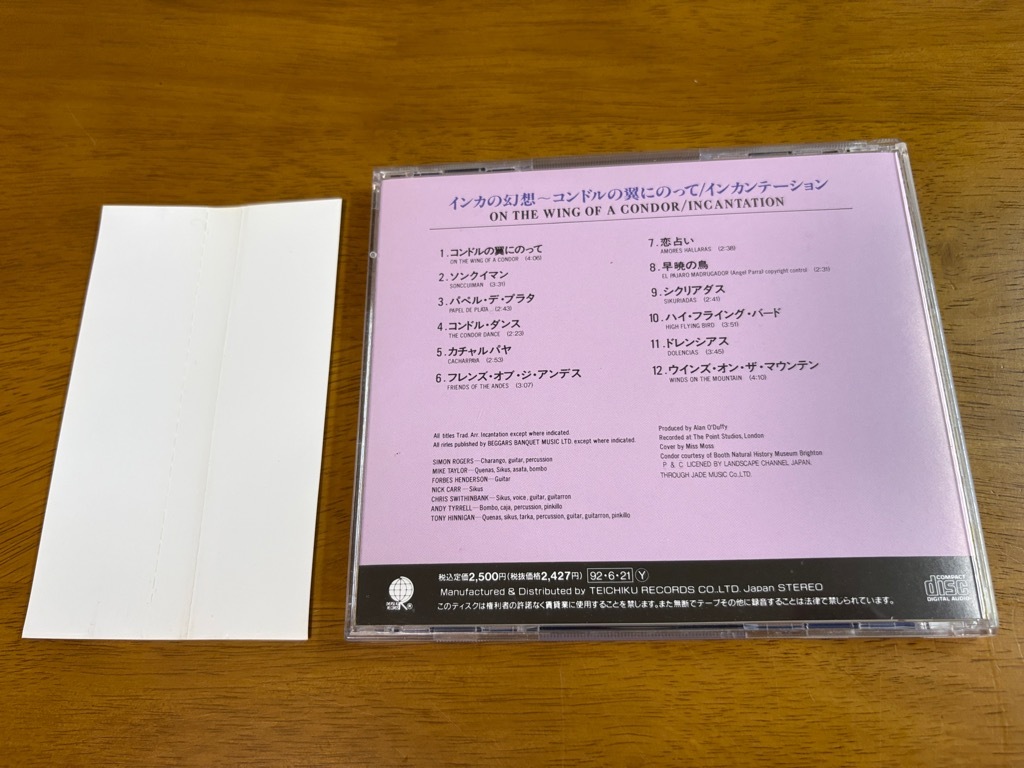 インカの幻想～コンドルの翼にのって/インカンテーション
ON THE WING OF A CONDOR/INCANTATION
1.コンドルの翼にのって
ON THE WING OF A CONDOR (4:06)
2.ソンクイマン
SONCCUIMAN (3:31)
3.パペル・デ・プラタ
PAPEL DE PLATA (2:43)
4.コンドル・ダンス
THE CONDOR DANCE (2:23)
5.カチャルパヤ
CACHARPAYA (2:53)
6.フレンズ・オブ・ジ・アンデス
FRIENDS OF THE ANDES (3:07)
7.恋占い
AMORES HALLARAS (2:38)
8.早暁の鳥
EL PAJARO MADRUGADOR (Angel Parral copyright control) (2:31)
9.シクリアダス
SIKURIADAS (2:41)
10.ハイ・フライング・バード
HIGH FLYING BIRD (3:51)
11.ドレンシアス
DOLENCIAS (3:45)
12.ウインズ・オン・ザ・マウンテン
WINDS ON THE MOUNTAIN (4:10)
All titles Trad. Arr. Incantation except where indicated.
All rirles published by BEGGARS BANQUET MUSIC LTD. except where indicated.
SIMON ROGERS—Charango, guitar, percussion
MIKE TAYLOR—Quenas, Sikus, asata, bombo
FORBES HENDERSON—Guitar
NICK CARR—Sikus
CHRIS SWITHINBANK—Sikus, voice, guitar, guitarron
ANDY TYRRELL—Bombo, caja, percussion, pinkillo
TONY HINNIGAN—Quenas, sikus, tarka, percussion, guitar, guitarron, pinkillo
Produced by Alan O'Duffy
Recorded at The Point Studios, London
Cover by Miss Moss
Condor courtesy of Booth Natural History Museum Brighton
P & C LICENED BY LANDSCAPE CHANNEL JAPAN,
THROUGH JADE MUSIC Co.,LTD.
税込定価2,500円(税抜価格2,427円) 92・6・21 Y
Manufactured & Distributed by TEICHIKU RECORDS CO.,LTD. Japan STEREO
このディスクは権利者の許諾なく賃貸業に使用することを禁じます。また無断でテープその他に録音することは法律で禁じられています。
COMPACT
disc
DIGITAL AUDIO